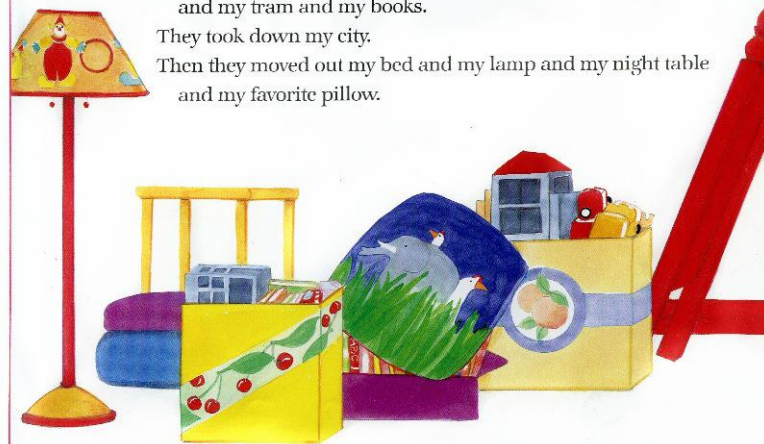 and my tram and my books.
They took down my city.
Then they moved out my bed and my lamp and my night table
and my favorite pillow.